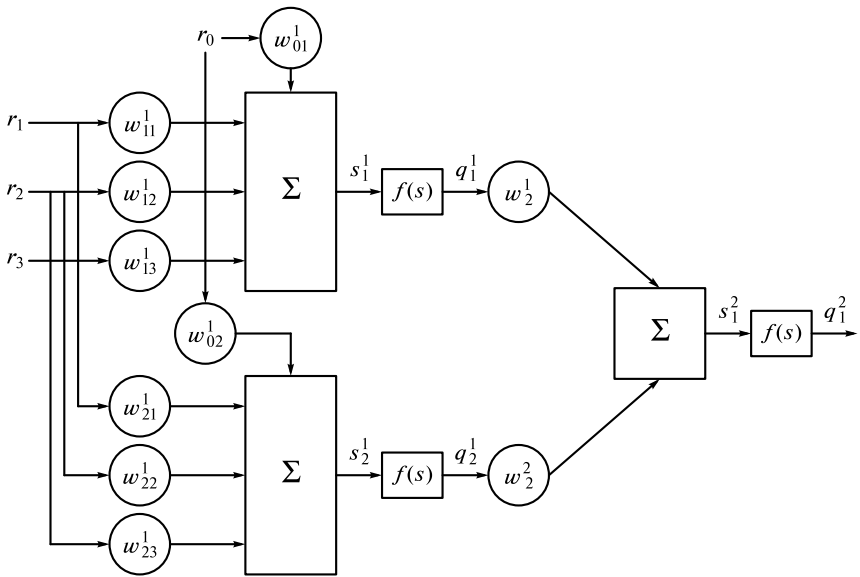 r₀ w¹₀₁
r₁ w¹₁₁
r₂ w¹₁₂ Σ s¹₁ f(s) q¹₁ w¹₂
r₃ w¹₁₃
w¹₀₂ Σ s²₁ f(s) q²₁
w¹₂₁
w¹₂₂ Σ s¹₂ f(s) q¹₂ w²₂
w¹₂₃